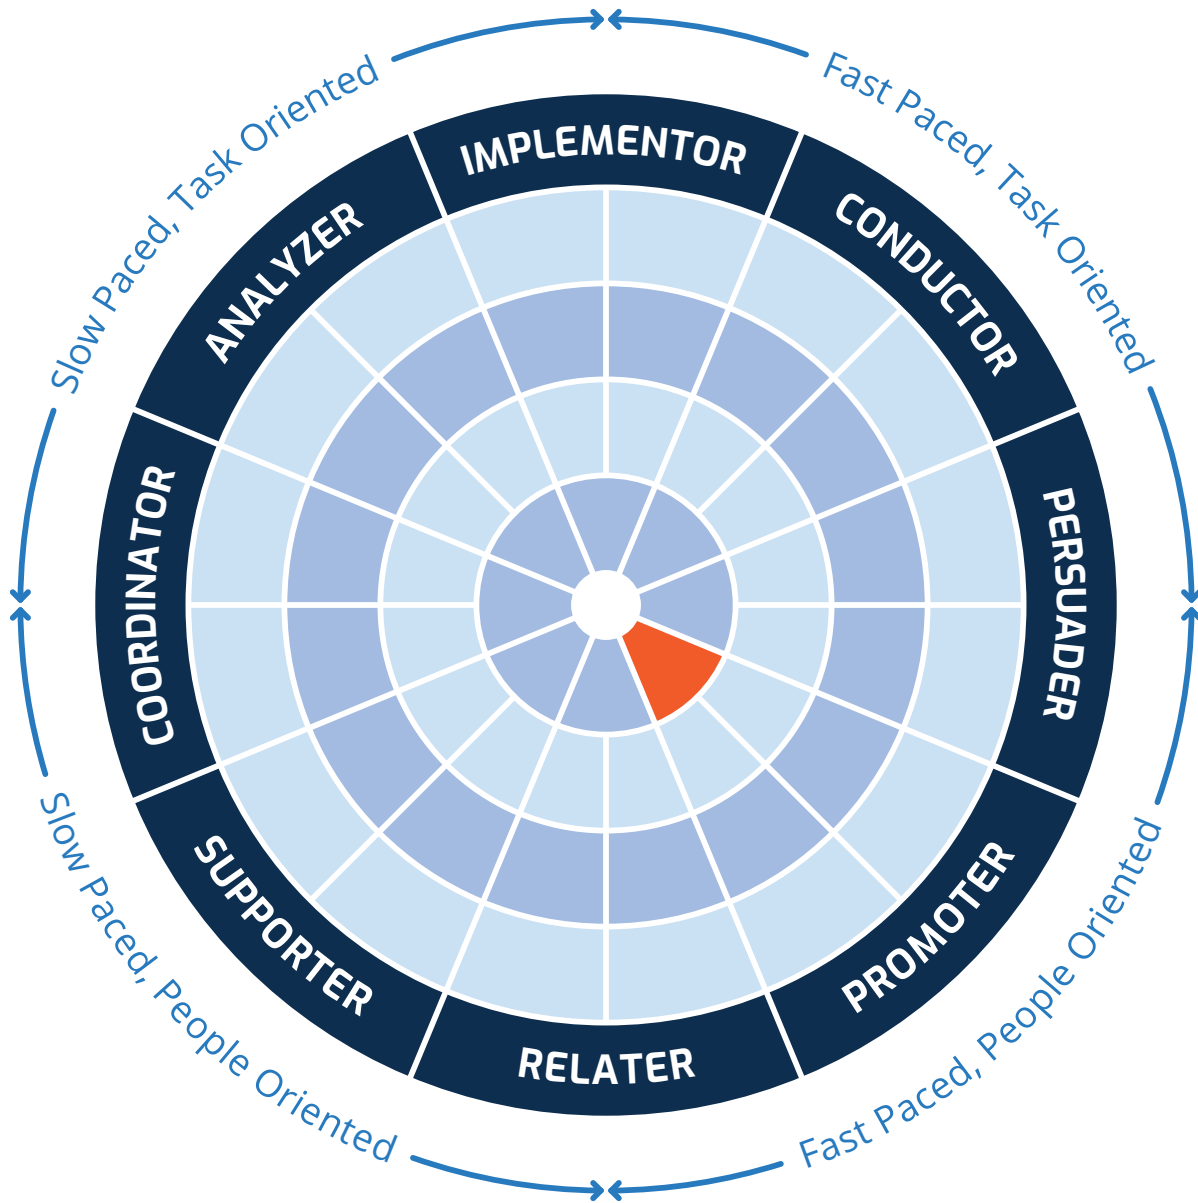 Slow Paced, Task Oriented
Fast Paced, Task Oriented
IMPLEMENTOR
CONDUCTOR
ANALYZER
PERSUADER
COORDINATOR
PROMOTER
SUPPORTER
RELATER
Slow Paced, People Oriented
Fast Paced, People Oriented